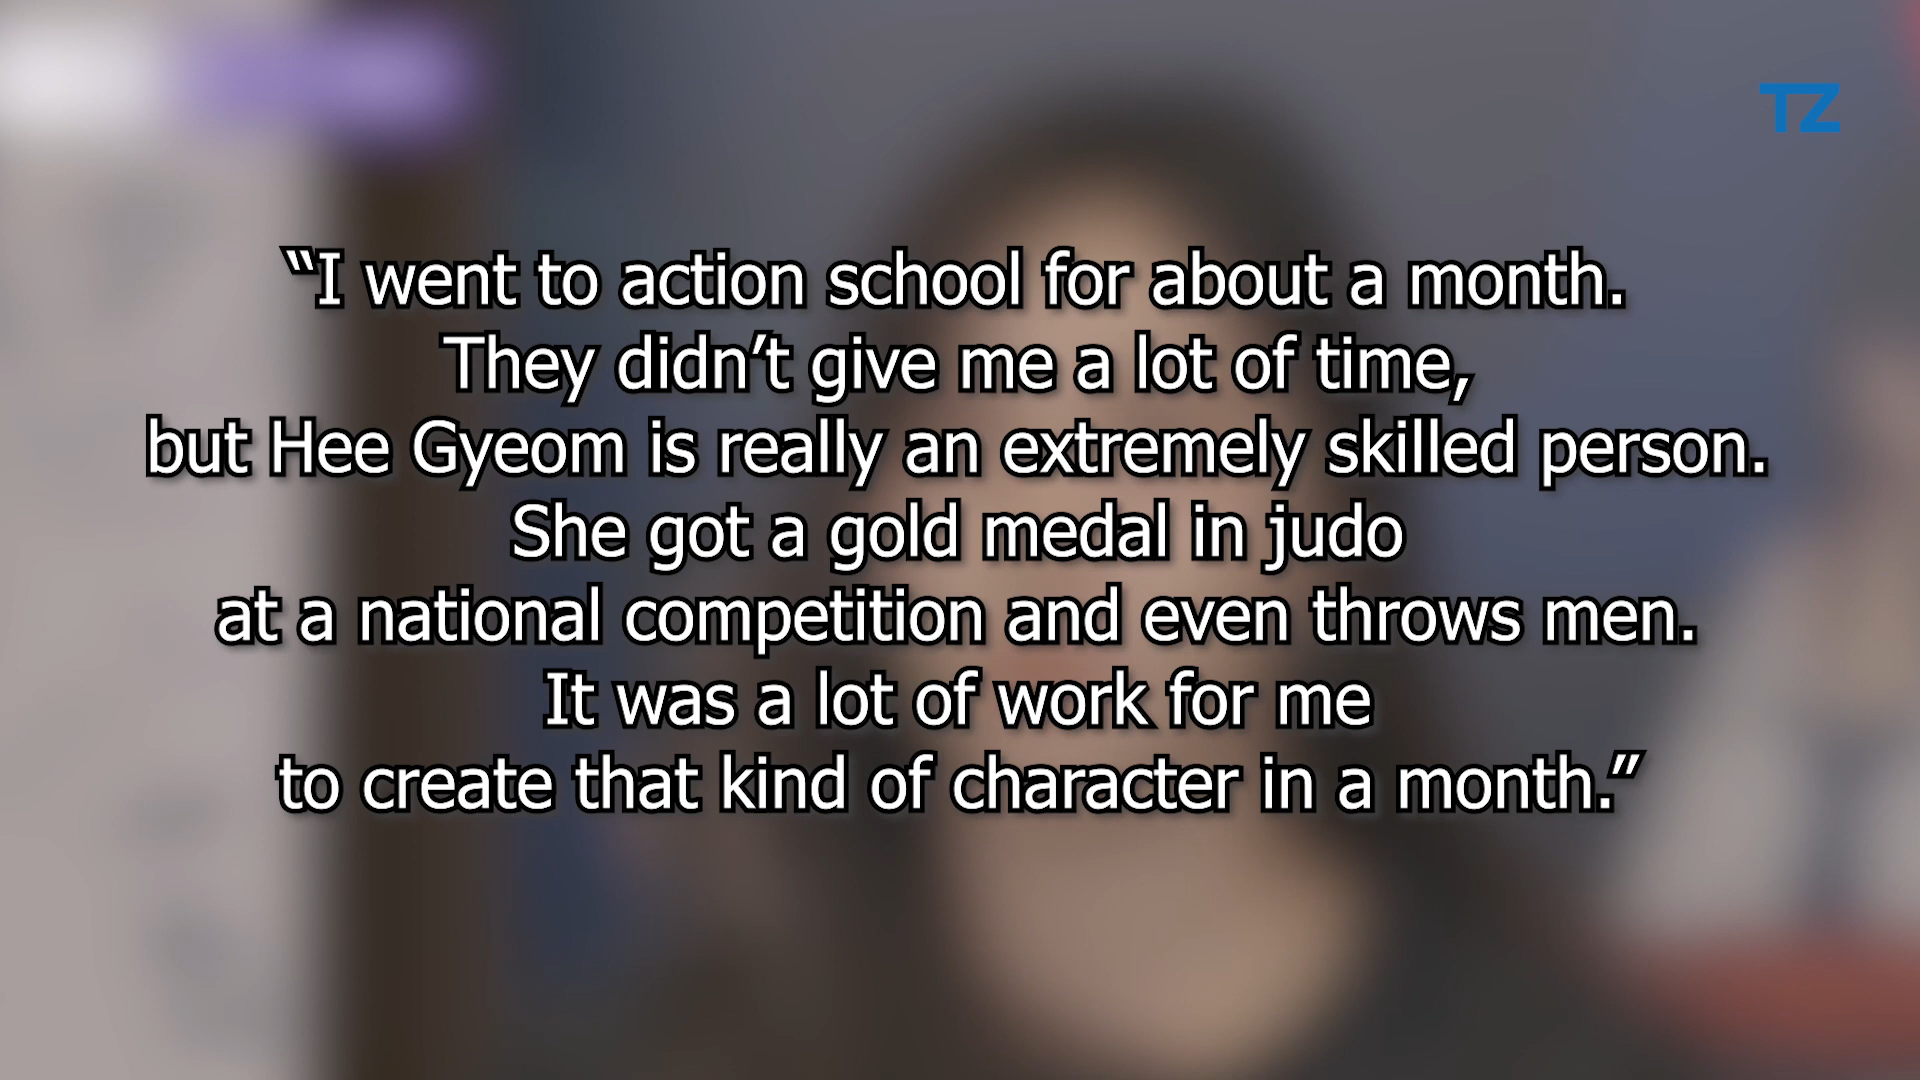 TZ
“I went to action school for about a month.
They didn’t give me a lot of time,
but Hee Gyeom is really an extremely skilled person.
She got a gold medal in judo
at a national competition and even throws men.
It was a lot of work for me
to create that kind of character in a month.”